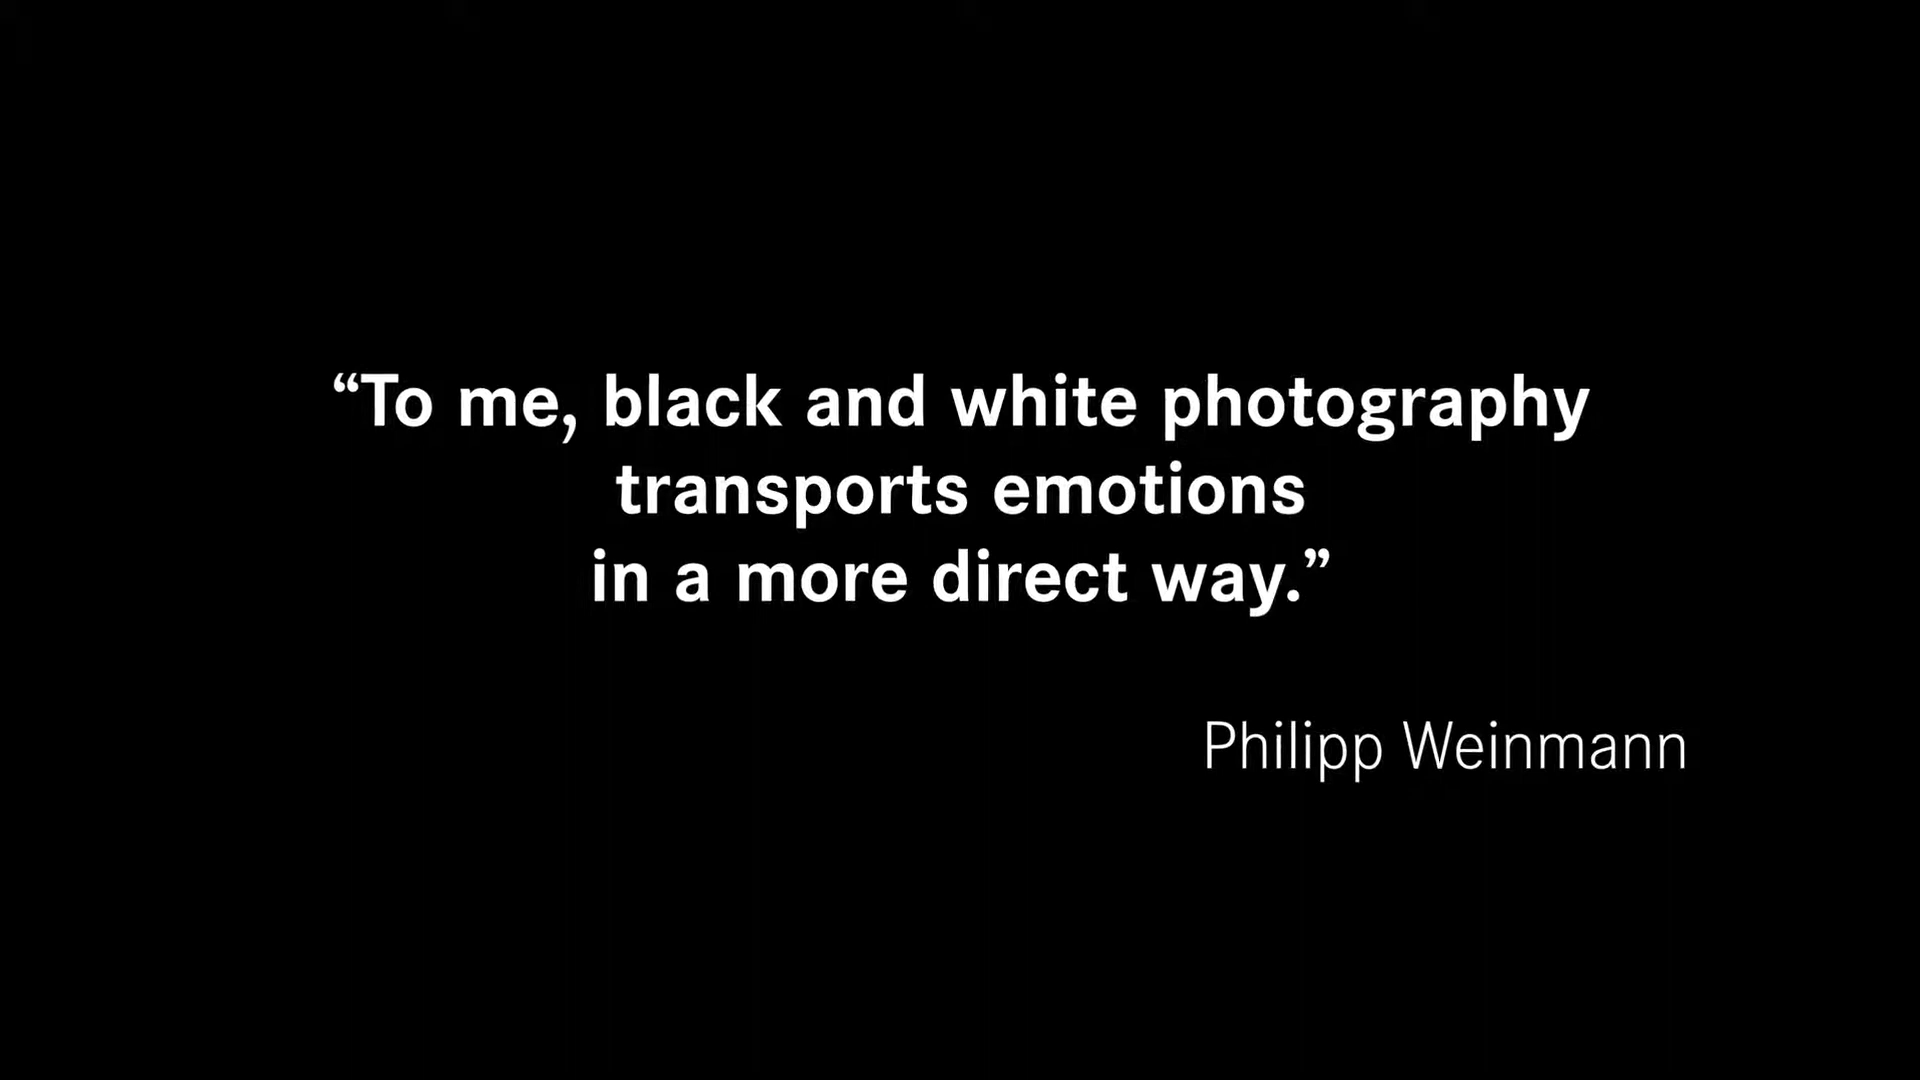 “To me, black and white photography
transports emotions
in a more direct way.”
Philipp Weinmann